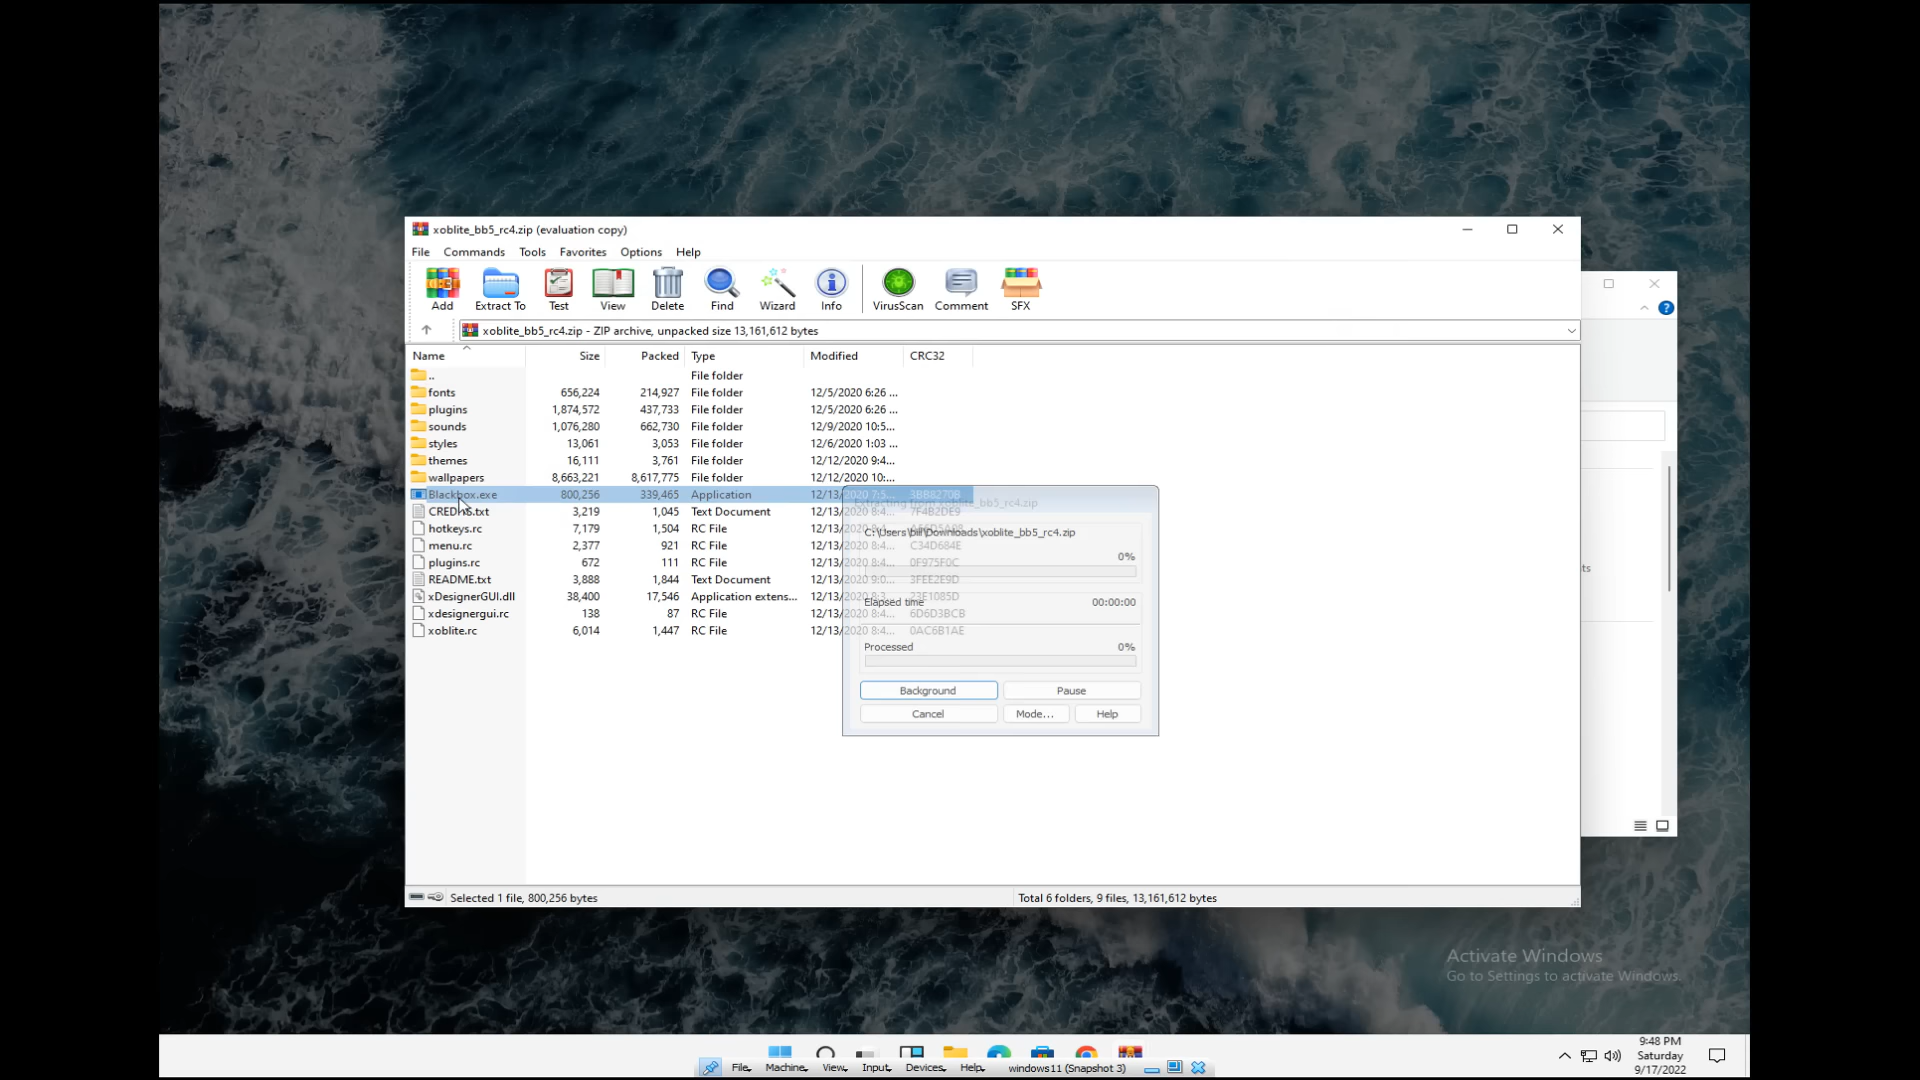 xoblite_bb5_rc4.zip (evaluation copy)
File Commands Tools Favorites Options Help
Add Extract To Test View Delete Find Wizard Info VirusScan Comment SFX
xoblite_bb5_rc4.zip - ZIP archive, unpacked size 13,161,612 bytes
Name Size Packed Type Modified CRC32
.. File folder
fonts 656,224 214,927 File folder 12/5/2020 6:26 ...
plugins 1,874,572 437,733 File folder 12/5/2020 6:26 ...
sounds 1,076,280 662,730 File folder 12/9/2020 10:5...
styles 13,061 3,053 File folder 12/6/2020 1:03 ...
themes 16,111 3,761 File folder 12/12/2020 9:4...
wallpapers 8,663,221 8,617,775 File folder 12/12/2020 10:...
Blackbox.exe 800,256 339,465 Application 12/13/2020 7:5... 3BB8270B
CREDITS.txt 3,219 1,045 Text Document 12/13/2020 8:4... 7F4B2DE9
hotkeys.rc 7,179 1,504 RC File 12/13/2020 8:4...
menu.rc 2,377 921 RC File 12/13/2020 8:4... C34D684E
plugins.rc 672 111 RC File 12/13/2020 8:4... 0F975F0C
README.txt 3,888 1,844 Text Document 12/13/2020 9:0... 3FEE2E9D
xDesignerGUI.dll 38,400 17,546 Application extens... 12/13/2020 8:3... 23E1085D
xdesignergui.rc 138 87 RC File 12/13/2020 8:4... 6D6D3BCB
xoblite.rc 6,014 1,447 RC File 12/13/2020 8:4... 0AC6B1AE
Extracting from xoblite_bb5_rc4.zip
C:\Users\bill\Downloads\xoblite_bb5_rc4.zip
0%
Elapsed time 00:00:00
Processed 0%
Background Pause
Cancel Mode... Help
ts
Selected 1 file, 800,256 bytes Total 6 folders, 9 files, 13,161,612 bytes
Activate Windows
Go to Settings to activate Windows.
9:48 PM
Saturday
9/17/2022
File Machine View Input Devices Help windows11 (Snapshot 3)